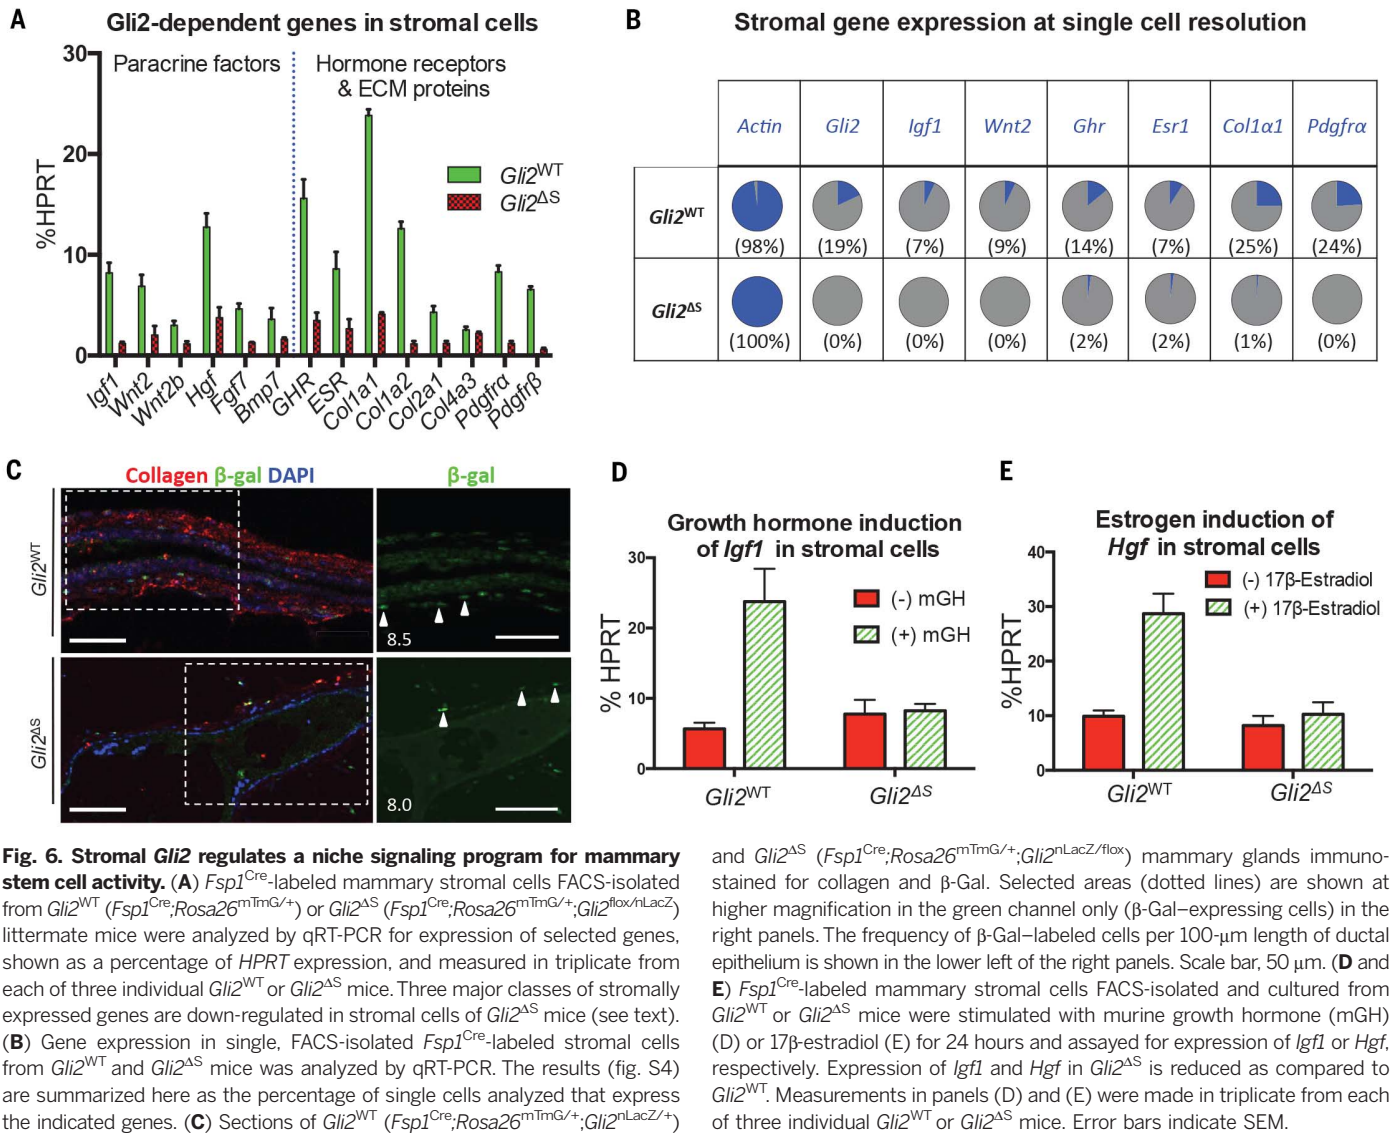 A
Gli2-dependent genes in stromal cells
30
20
10
0
%HPRT
Paracrine factors
Hormone receptors
& ECM proteins
Gli2WT
Gli2ΔS
Igf1
Wnt2
Wnt2b
Hgf
Fgf7
Bmp7
GHR
ESR
Col1a1
Col1a2
Col2a1
Col4a3
Pdgfrα
Pdgfrβ
B
Stromal gene expression at single cell resolution
Actin Gli2 Igf1 Wnt2 Ghr Esr1 Col1α1 Pdgfrα
Gli2WT
(98%) (19%) (7%) (9%) (14%) (7%) (25%) (24%)
Gli2ΔS
(100%) (0%) (0%) (0%) (2%) (2%) (1%) (0%)
C
Collagen β-gal DAPI
β-gal
Gli2WT
8.5
Gli2ΔS
8.0
D
Growth hormone induction
of Igf1 in stromal cells
30
20
10
0
% HPRT
(-) mGH
(+) mGH
Gli2WT
Gli2ΔS
E
Estrogen induction of
Hgf in stromal cells
40
30
20
10
0
%HPRT
(-) 17β-Estradiol
(+) 17β-Estradiol
Gli2WT
Gli2ΔS
Fig. 6. Stromal Gli2 regulates a niche signaling program for mammary
stem cell activity. (A) Fsp1Cre-labeled mammary stromal cells FACS-isolated
from Gli2WT (Fsp1Cre;Rosa26mTmG/+) or Gli2ΔS (Fsp1Cre;Rosa26mTmG/+;Gli2flox/nLacZ)
littermate mice were analyzed by qRT-PCR for expression of selected genes,
shown as a percentage of HPRT expression, and measured in triplicate from
each of three individual Gli2WT or Gli2ΔS mice. Three major classes of stromally
expressed genes are down-regulated in stromal cells of Gli2ΔS mice (see text).
(B) Gene expression in single, FACS-isolated Fsp1Cre-labeled stromal cells
from Gli2WT and Gli2ΔS mice was analyzed by qRT-PCR. The results (fig. S4)
are summarized here as the percentage of single cells analyzed that express
the indicated genes. (C) Sections of Gli2WT (Fsp1Cre;Rosa26mTmG/+;Gli2nLacZ/+)
and Gli2ΔS (Fsp1Cre;Rosa26mTmG/+;Gli2nLacZ/flox) mammary glands immuno-
stained for collagen and β-Gal. Selected areas (dotted lines) are shown at
higher magnification in the green channel only (β-Gal–expressing cells) in the
right panels. The frequency of β-Gal–labeled cells per 100-μm length of ductal
epithelium is shown in the lower left of the right panels. Scale bar, 50 μm. (D and
E) Fsp1Cre-labeled mammary stromal cells FACS-isolated and cultured from
Gli2WT or Gli2ΔS mice were stimulated with murine growth hormone (mGH)
(D) or 17β-estradiol (E) for 24 hours and assayed for expression of Igf1 or Hgf,
respectively. Expression of Igf1 and Hgf in Gli2ΔS is reduced as compared to
Gli2WT. Measurements in panels (D) and (E) were made in triplicate from each
of three individual Gli2WT or Gli2ΔS mice. Error bars indicate SEM.